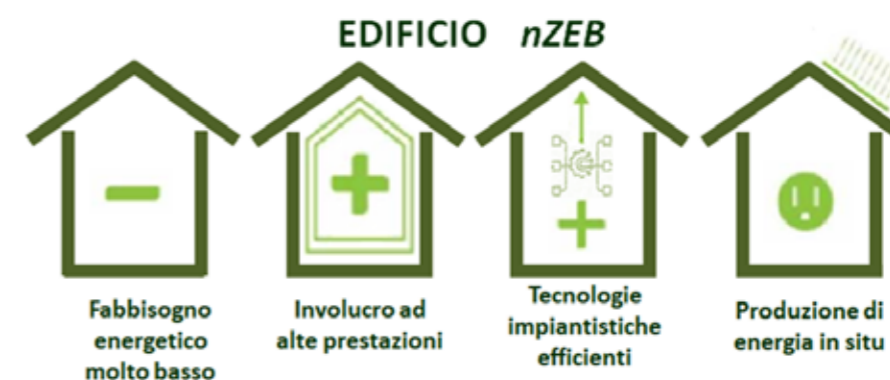 EDIFICIO nZEB
Fabbisogno
energetico
molto basso
Involucro ad
alte prestazioni
Tecnologie
impiantistiche
efficienti
Produzione di
energia in situ